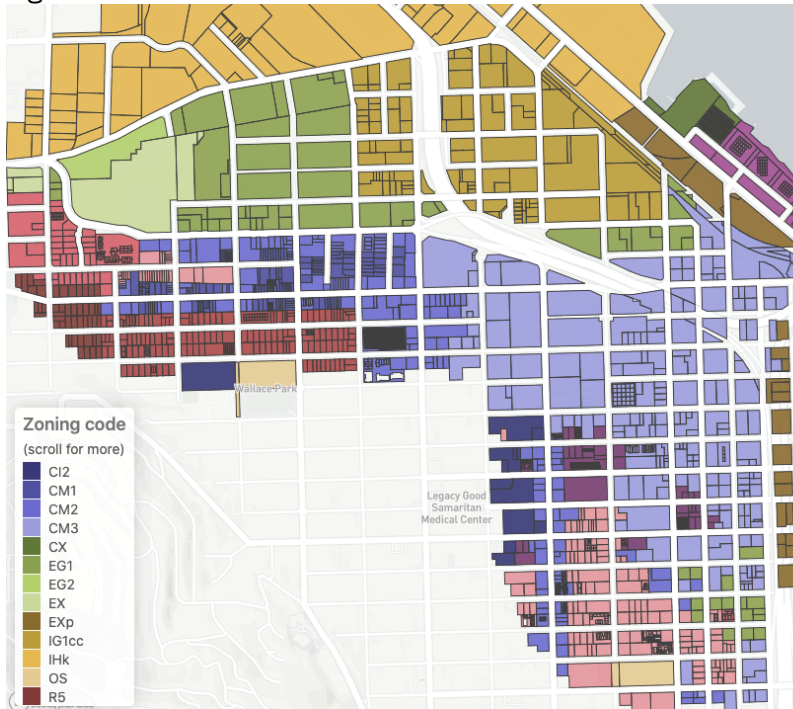 Wallace Park
Zoning code
(scroll for more)
CI2
CM1
CM2
CM3
CX
EG1
EG2
EX
EXp
IG1cc
IHk
OS
R5
Legacy Good
Samaritan
Medical Center